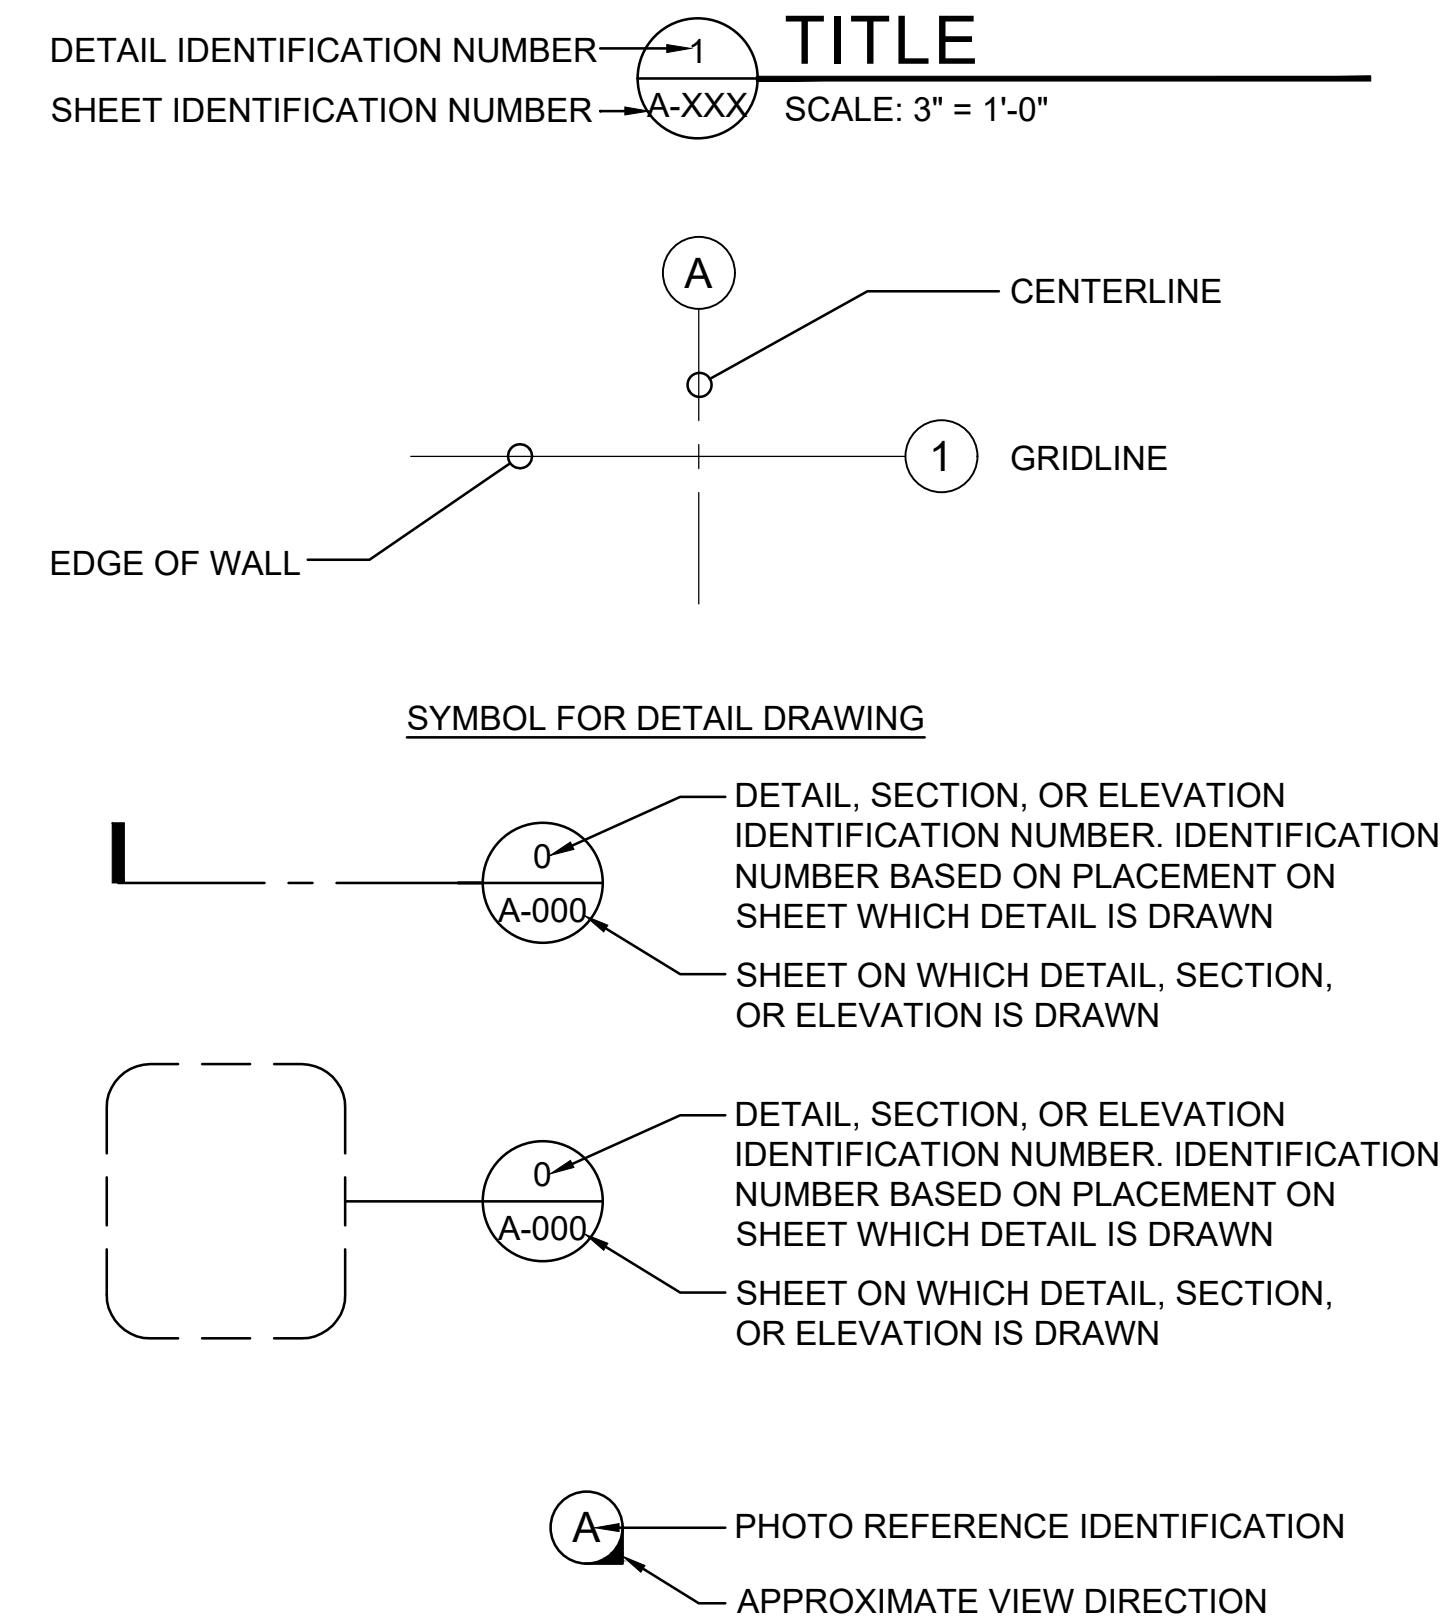 DETAIL IDENTIFICATION NUMBER
1
TITLE
SHEET IDENTIFICATION NUMBER
A-XXX
SCALE: 3" = 1'-0"
A
CENTERLINE
1
GRIDLINE
EDGE OF WALL
SYMBOL FOR DETAIL DRAWING
0
A-000
DETAIL, SECTION, OR ELEVATION
IDENTIFICATION NUMBER. IDENTIFICATION
NUMBER BASED ON PLACEMENT ON
SHEET WHICH DETAIL IS DRAWN
SHEET ON WHICH DETAIL, SECTION,
OR ELEVATION IS DRAWN
0
A-000
DETAIL, SECTION, OR ELEVATION
IDENTIFICATION NUMBER. IDENTIFICATION
NUMBER BASED ON PLACEMENT ON
SHEET WHICH DETAIL IS DRAWN
SHEET ON WHICH DETAIL, SECTION,
OR ELEVATION IS DRAWN
A
PHOTO REFERENCE IDENTIFICATION
APPROXIMATE VIEW DIRECTION